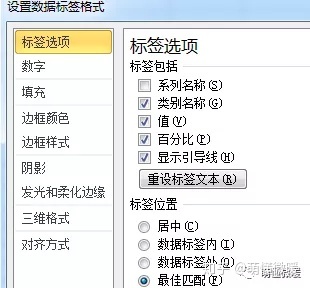 设置数据标签格式
标签选项
数字
填充
边框颜色
边框样式
阴影
发光和柔化边缘
三维格式
对齐方式
标签选项
标签包括
系列名称(S)
类别名称(G)
值(V)
百分比(P)
显示引导线(H)
重设标签文本(R)
标签位置
居中(C)
数据标签内(I)
数据标签外(O)
最佳匹配(F)
知乎